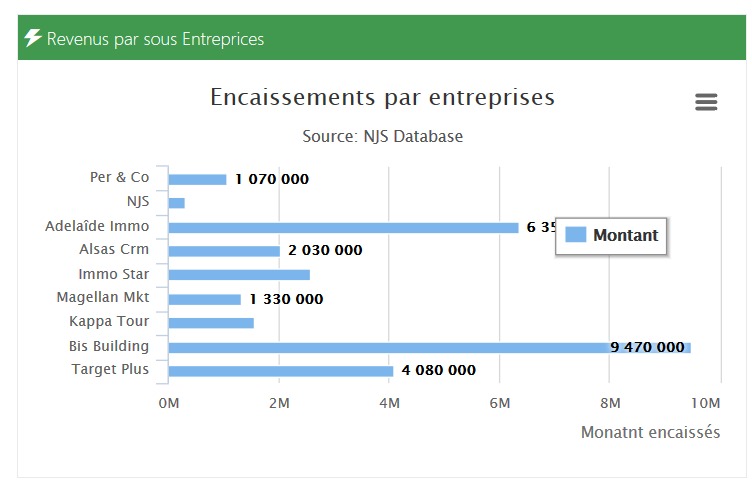 Revenus par sous Entreprices
Encaissements par entreprises
Source: NJS Database
Per & Co 1 070 000
NJS
Adelaîde Immo 6 35
Montant
Alsas Crm 2 030 000
Immo Star
Magellan Mkt 1 330 000
Kappa Tour
Bis Building 9 470 000
Target Plus 4 080 000
0M 2M 4M 6M 8M 10M
Monatnt encaissés